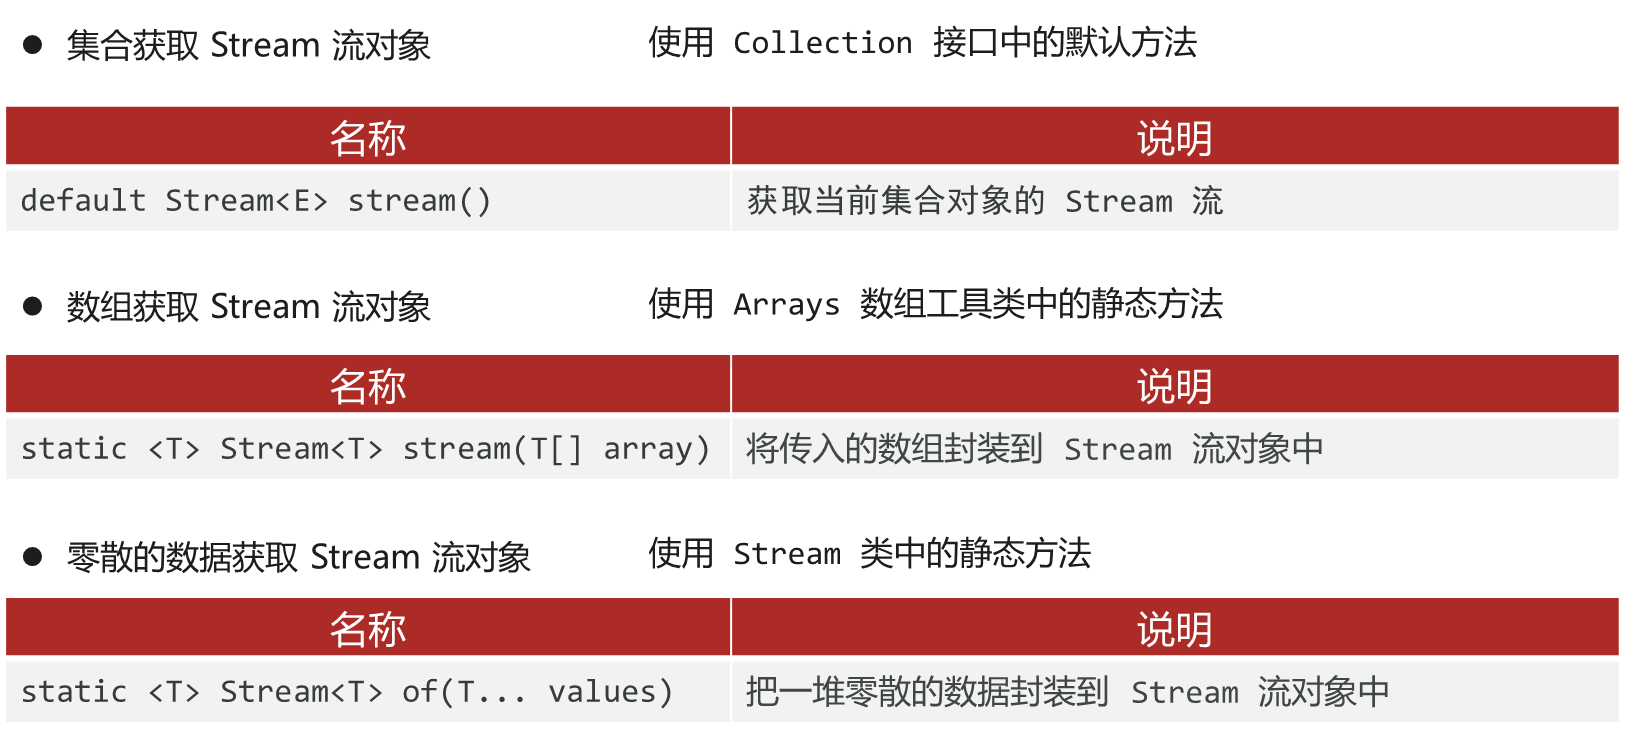 ● 集合获取 Stream 流对象 使用 Collection 接口中的默认方法
名称 说明
default Stream<E> stream() 获取当前集合对象的 Stream 流
● 数组获取 Stream 流对象 使用 Arrays 数组工具类中的静态方法
名称 说明
static <T> Stream<T> stream(T[] array) 将传入的数组封装到 Stream 流对象中
● 零散的数据获取 Stream 流对象 使用 Stream 类中的静态方法
名称 说明
static <T> Stream<T> of(T... values) 把一堆零散的数据封装到 Stream 流对象中